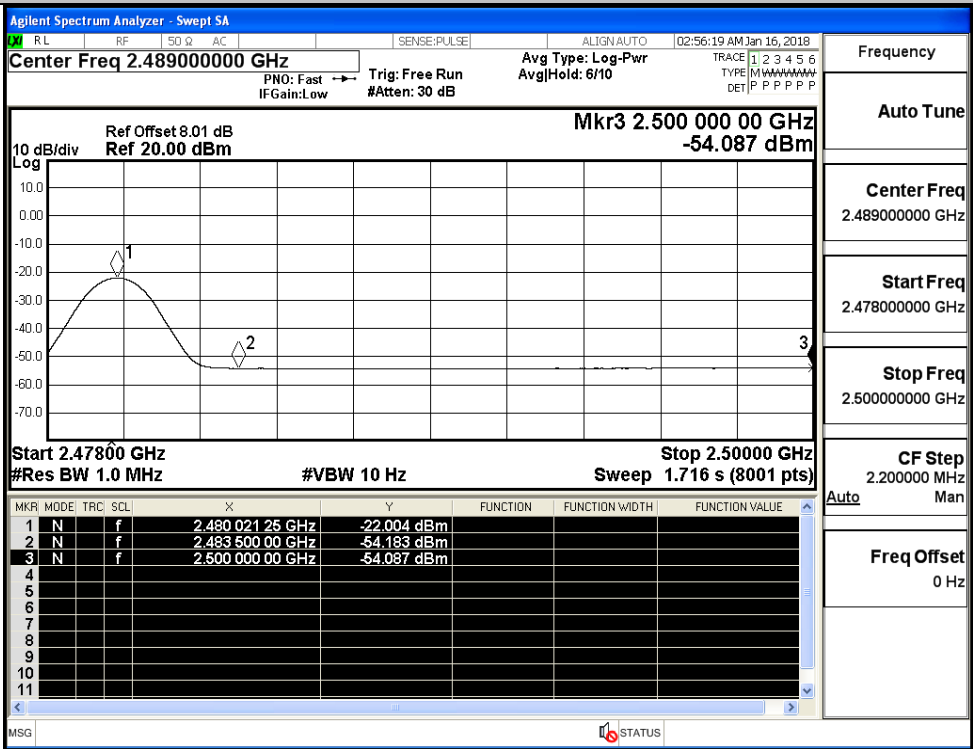 Agilent Spectrum Analyzer - Swept SA
LXI RL RF 50 Ω AC SENSE:PULSE ALIGN AUTO 02:56:19 AM Jan 16, 2018
Center Freq 2.489000000 GHz
PNO: Fast
IFGain:Low
Trig: Free Run
#Atten: 30 dB
Avg Type: Log-Pwr
Avg|Hold: 6/10
TRACE 1 2 3 4 5 6
TYPE M
DET P P P P P P
Frequency
Auto Tune
Center Freq
2.489000000 GHz
Start Freq
2.478000000 GHz
Stop Freq
2.500000000 GHz
CF Step
2.200000 MHz
Auto Man
Freq Offset
0 Hz
Mkr3 2.500 000 00 GHz
-54.087 dBm
Ref Offset 8.01 dB
10 dB/div Ref 20.00 dBm
Log
10.0
0.00
-10.0
-20.0
-30.0
-40.0
-50.0
-60.0
-70.0
1
2
3
Start 2.47800 GHz Stop 2.50000 GHz
#Res BW 1.0 MHz #VBW 10 Hz Sweep 1.716 s (8001 pts)
MKR MODE TRC SCL X Y FUNCTION FUNCTION WIDTH FUNCTION VALUE
1 N f 2.480 021 25 GHz -22.004 dBm
2 N f 2.483 500 00 GHz -54.183 dBm
3 N f 2.500 000 00 GHz -54.087 dBm
4
5
6
7
8
9
10
11
MSG STATUS